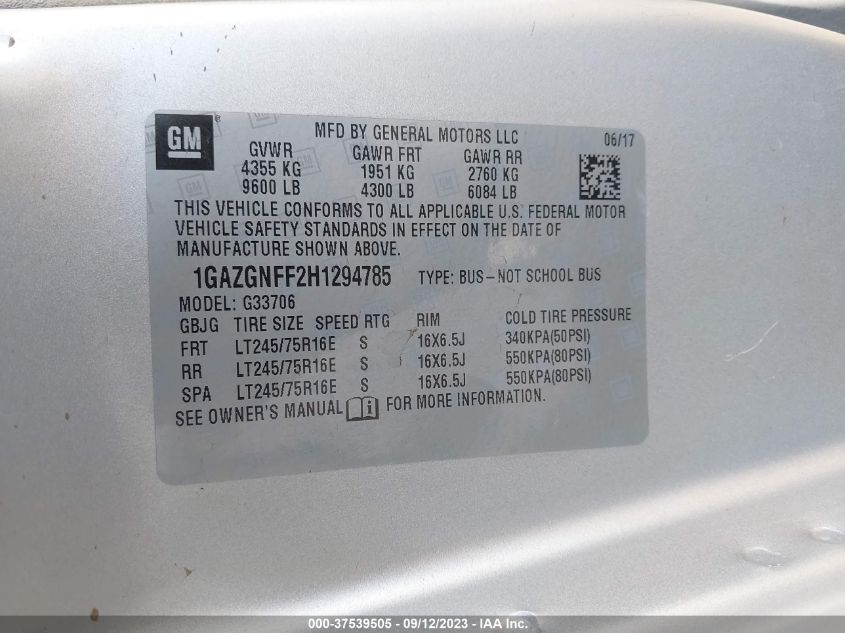 GM ®
MFD BY GENERAL MOTORS LLC 06/17
GVWR GAWR FRT GAWR RR
4355 KG 1951 KG 2760 KG
9600 LB 4300 LB 6084 LB
THIS VEHICLE CONFORMS TO ALL APPLICABLE U.S. FEDERAL MOTOR
VEHICLE SAFETY STANDARDS IN EFFECT ON THE DATE OF
MANUFACTURE SHOWN ABOVE.
1GAZGNFF2H1294785 TYPE: BUS-NOT SCHOOL BUS
MODEL: G33706
GBJG TIRE SIZE SPEED RTG RIM COLD TIRE PRESSURE
FRT LT245/75R16E S 16X6.5J 340KPA(50PSI)
RR LT245/75R16E S 16X6.5J 550KPA(80PSI)
SPA LT245/75R16E S 16X6.5J 550KPA(80PSI)
SEE OWNER'S MANUAL i FOR MORE INFORMATION.
000-37539505 - 09/12/2023 - IAA Inc.